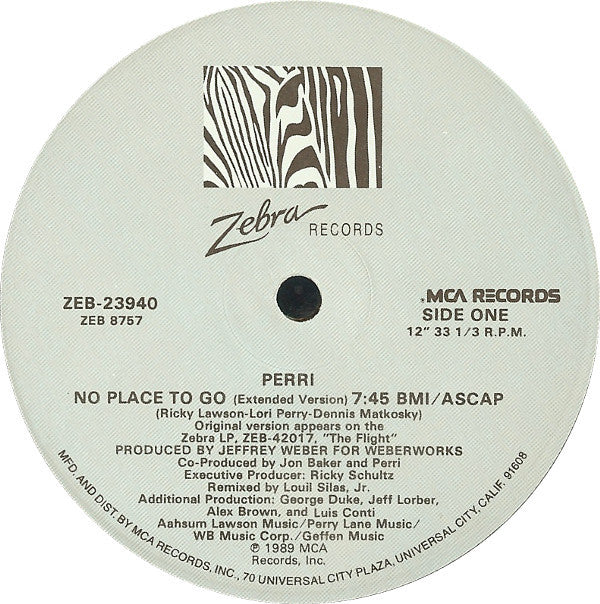 Zebra RECORDS
ZEB-23940
ZEB 8757
MCA RECORDS
SIDE ONE
12" 33 1/3 R.P.M.
PERRI
NO PLACE TO GO (Extended Version) 7:45 BMI/ASCAP
(Ricky Lawson-Lori Perry-Dennis Matkosky)
Original version appears on the
Zebra LP, ZEB-42017, "The Flight"
PRODUCED BY JEFFREY WEBER FOR WEBERWORKS
Co-Produced by Jon Baker and Perri
Executive Producer: Ricky Schultz
Remixed by Louil Silas, Jr.
Additional Production: George Duke, Jeff Lorber,
Alex Brown, and Luis Conti
Aahsum Lawson Music/Perry Lane Music/
WB Music Corp./Geffen Music
℗ 1989 MCA
Records, Inc.
MFD. AND DIST. BY MCA RECORDS, INC., 70 UNIVERSAL CITY PLAZA, UNIVERSAL CITY, CALIF. 91608